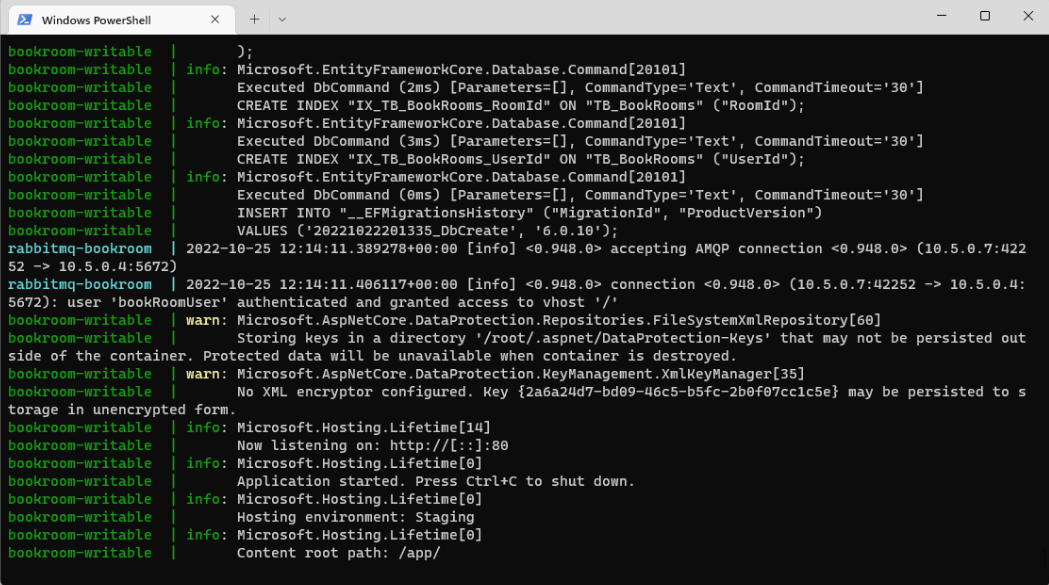 Windows PowerShell
bookroom-writable  |       );
bookroom-writable  | info: Microsoft.EntityFrameworkCore.Database.Command[20101]
bookroom-writable  |       Executed DbCommand (2ms) [Parameters=[], CommandType='Text', CommandTimeout='30']
bookroom-writable  |       CREATE INDEX "IX_TB_BookRooms_RoomId" ON "TB_BookRooms" ("RoomId");
bookroom-writable  | info: Microsoft.EntityFrameworkCore.Database.Command[20101]
bookroom-writable  |       Executed DbCommand (3ms) [Parameters=[], CommandType='Text', CommandTimeout='30']
bookroom-writable  |       CREATE INDEX "IX_TB_BookRooms_UserId" ON "TB_BookRooms" ("UserId");
bookroom-writable  | info: Microsoft.EntityFrameworkCore.Database.Command[20101]
bookroom-writable  |       Executed DbCommand (0ms) [Parameters=[], CommandType='Text', CommandTimeout='30']
bookroom-writable  |       INSERT INTO "__EFMigrationsHistory" ("MigrationId", "ProductVersion")
bookroom-writable  |       VALUES ('20221022201335_DbCreate', '6.0.10');
rabbitmq-bookroom  | 2022-10-25 12:14:11.389278+00:00 [info] <0.948.0> accepting AMQP connection <0.948.0> (10.5.0.7:422
52 -> 10.5.0.4:5672)
rabbitmq-bookroom  | 2022-10-25 12:14:11.406117+00:00 [info] <0.948.0> connection <0.948.0> (10.5.0.7:42252 -> 10.5.0.4:
5672): user 'bookRoomUser' authenticated and granted access to vhost '/'
bookroom-writable  | warn: Microsoft.AspNetCore.DataProtection.Repositories.FileSystemXmlRepository[60]
bookroom-writable  |       Storing keys in a directory '/root/.aspnet/DataProtection-Keys' that may not be persisted out
side of the container. Protected data will be unavailable when container is destroyed.
bookroom-writable  | warn: Microsoft.AspNetCore.DataProtection.KeyManagement.XmlKeyManager[35]
bookroom-writable  |       No XML encryptor configured. Key {2a6a24d7-bd09-46c5-b5fc-2b0f07cc1c5e} may be persisted to s
torage in unencrypted form.
bookroom-writable  | info: Microsoft.Hosting.Lifetime[14]
bookroom-writable  |       Now listening on: http://[::]:80
bookroom-writable  | info: Microsoft.Hosting.Lifetime[0]
bookroom-writable  |       Application started. Press Ctrl+C to shut down.
bookroom-writable  | info: Microsoft.Hosting.Lifetime[0]
bookroom-writable  |       Hosting environment: Staging
bookroom-writable  | info: Microsoft.Hosting.Lifetime[0]
bookroom-writable  |       Content root path: /app/